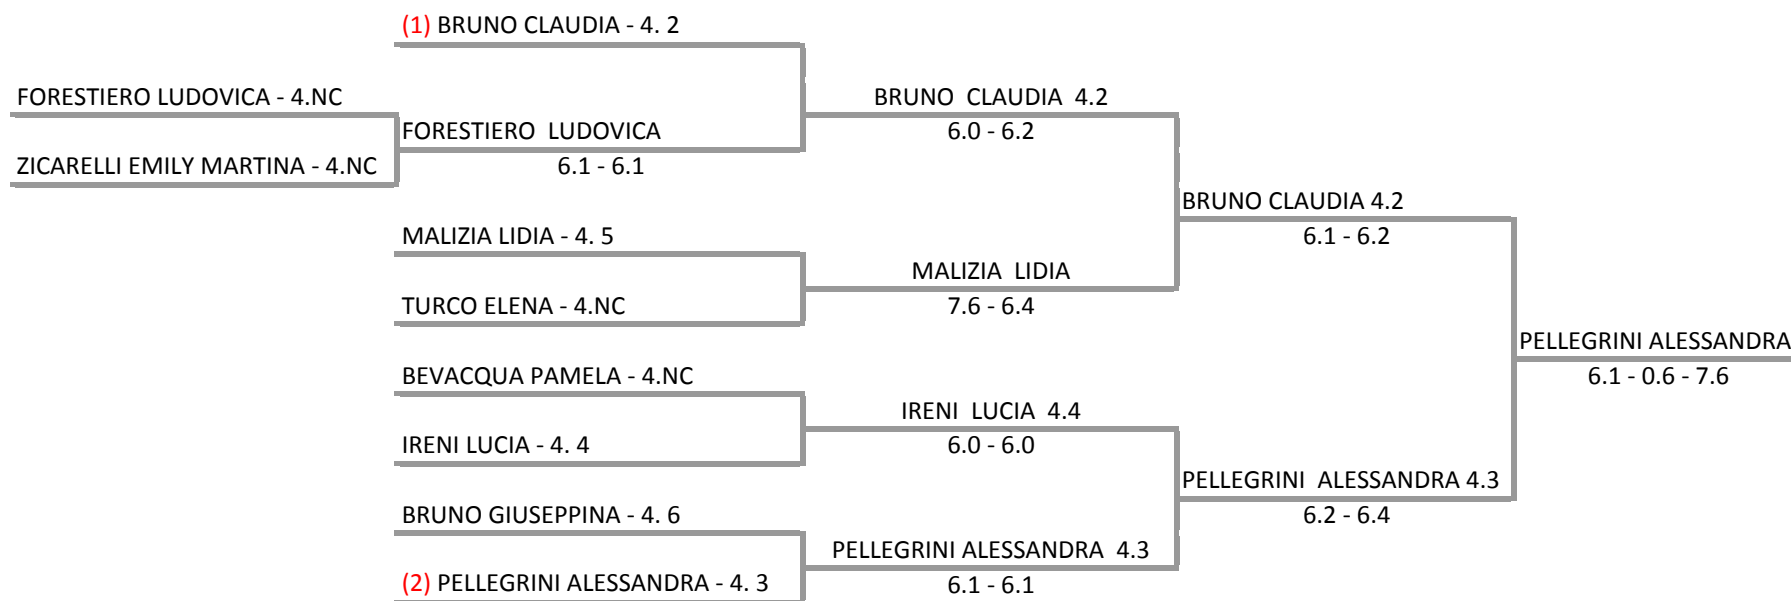 (1) BRUNO CLAUDIA - 4. 2
FORESTIERO LUDOVICA - 4.NC
BRUNO CLAUDIA 4.2
FORESTIERO LUDOVICA
6.0 - 6.2
ZICARELLI EMILY MARTINA - 4.NC
6.1 - 6.1
BRUNO CLAUDIA 4.2
MALIZIA LIDIA - 4. 5
6.1 - 6.2
MALIZIA LIDIA
TURCO ELENA - 4.NC
7.6 - 6.4
PELLEGRINI ALESSANDRA
BEVACQUA PAMELA - 4.NC
6.1 - 0.6 - 7.6
IRENI LUCIA 4.4
IRENI LUCIA - 4. 4
6.0 - 6.0
PELLEGRINI ALESSANDRA 4.3
BRUNO GIUSEPPINA - 4. 6
6.2 - 6.4
PELLEGRINI ALESSANDRA 4.3
(2) PELLEGRINI ALESSANDRA - 4. 3
6.1 - 6.1